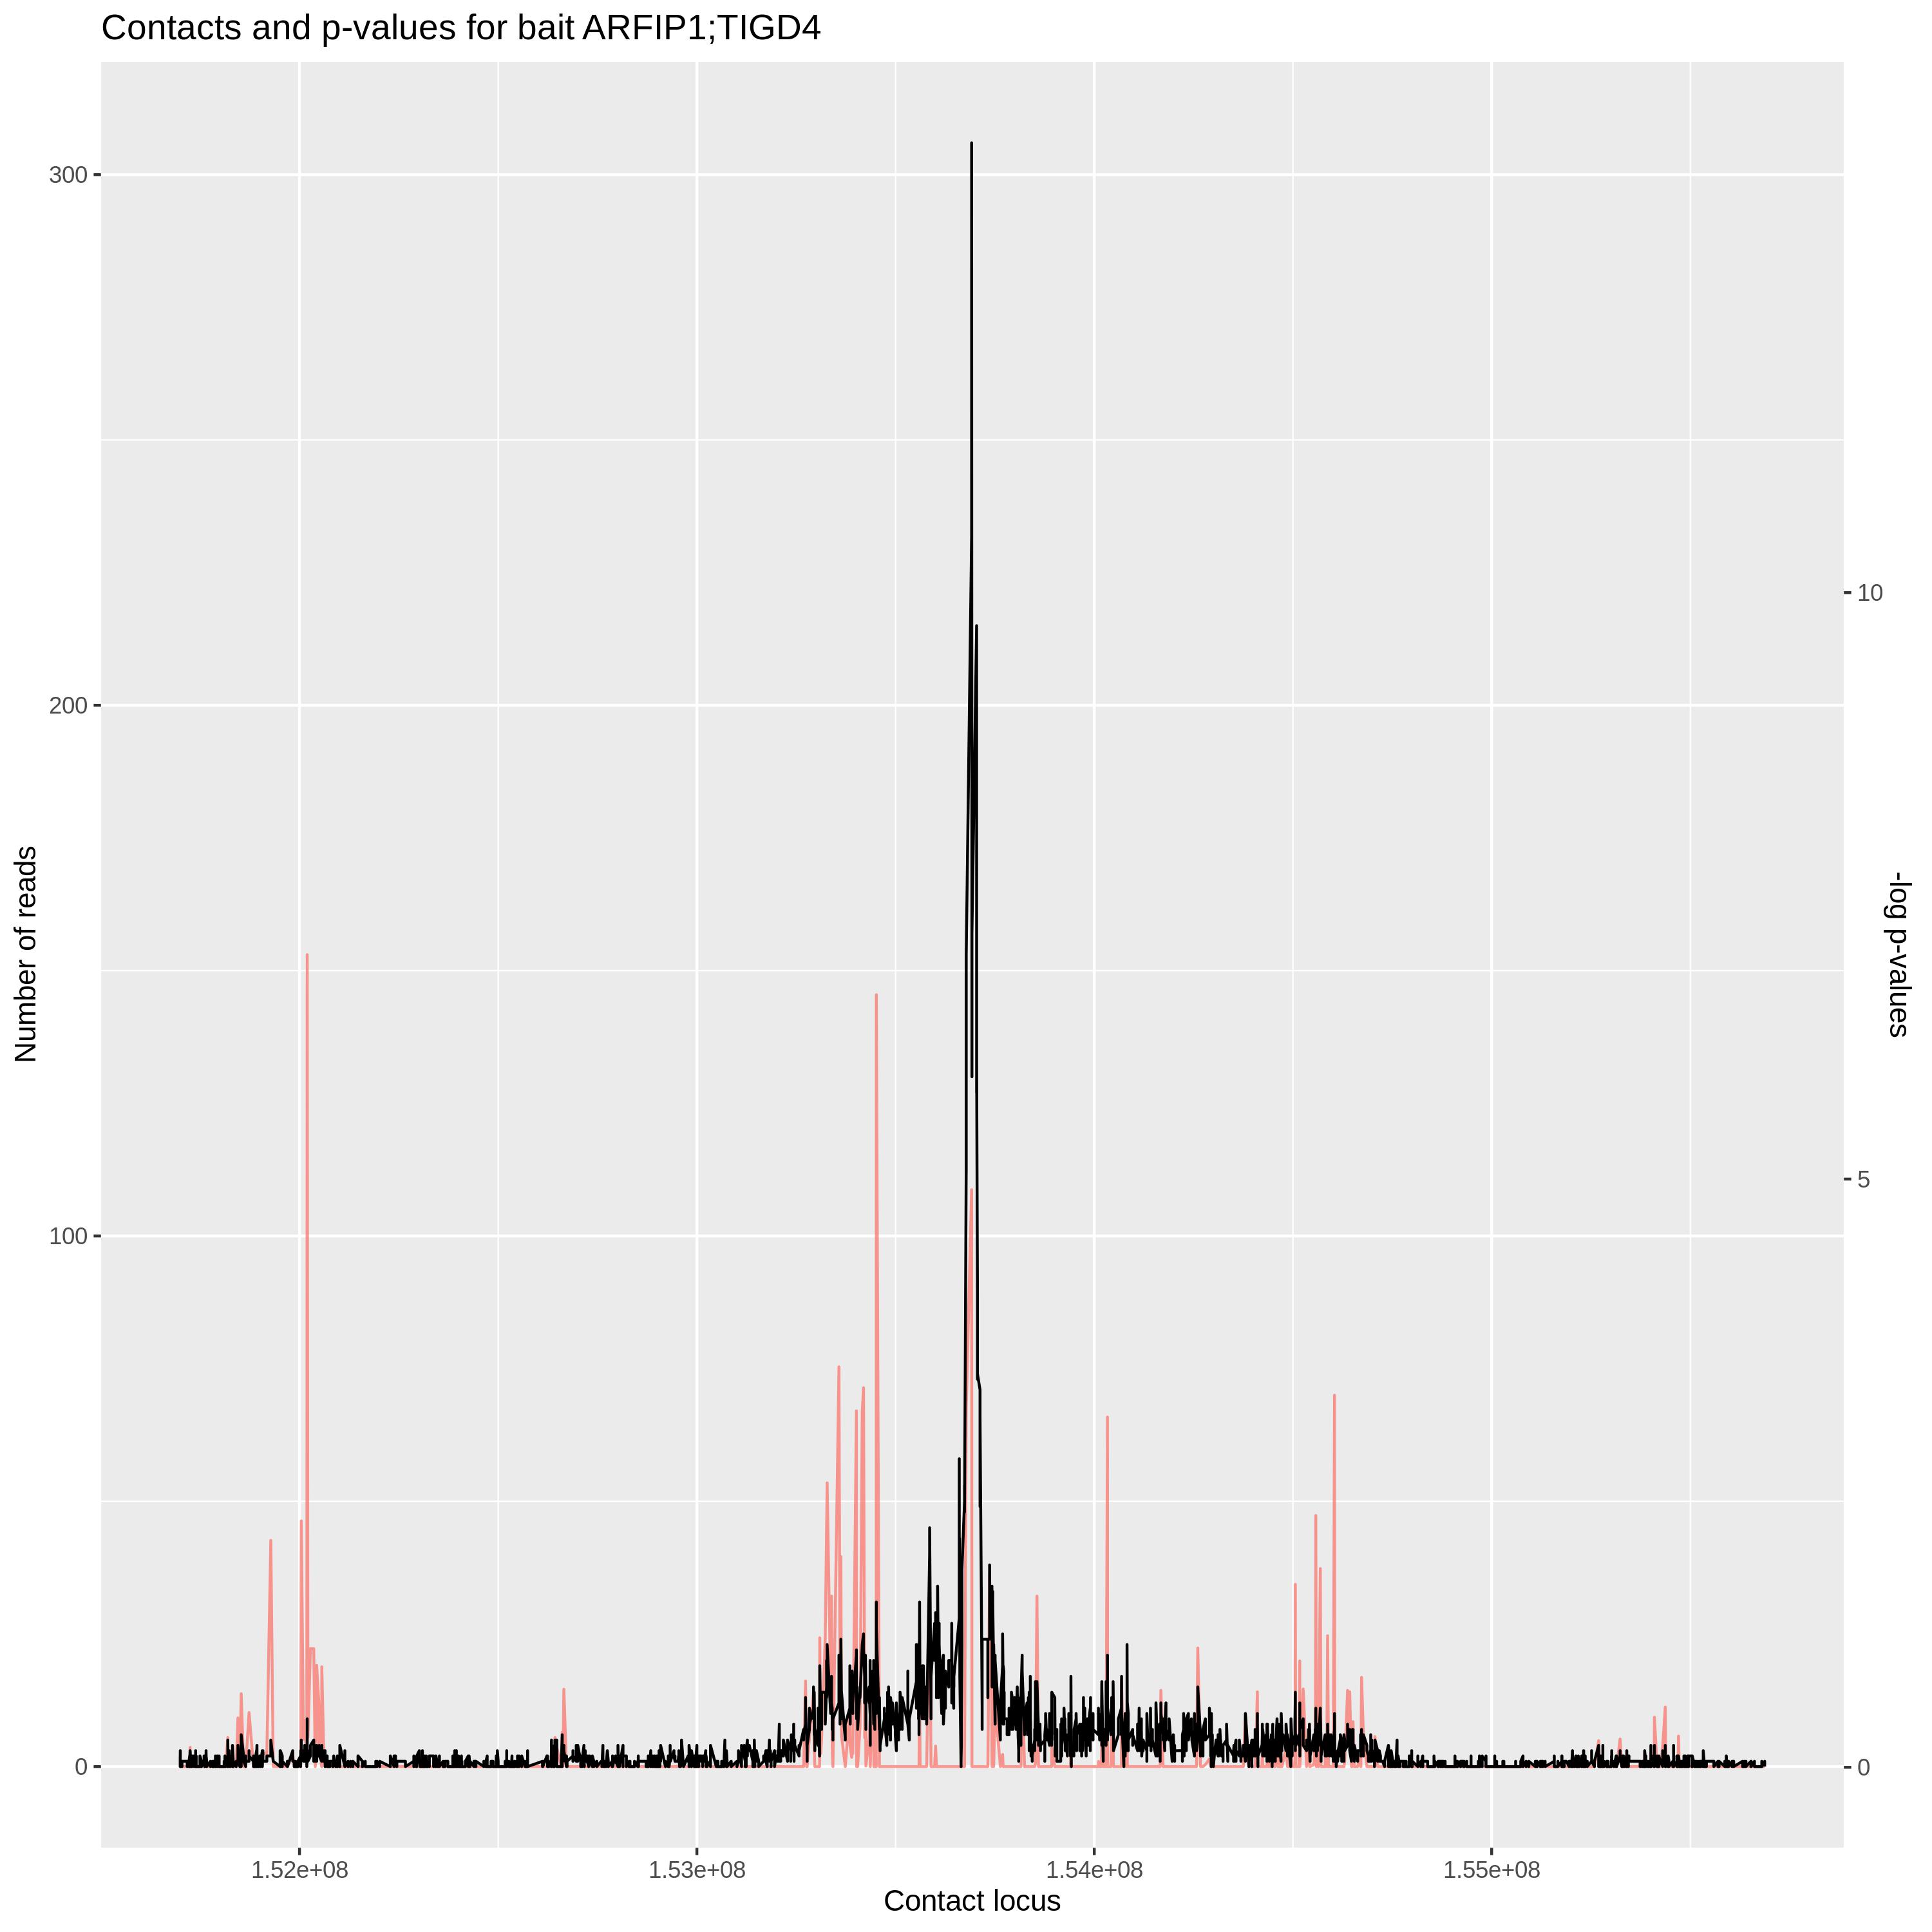 Contacts and p-values for bait ARFIP1;TIGD4
300
200
100
0
Number of reads
10
5
0
-log p-values
1.52e+08
1.53e+08
1.54e+08
1.55e+08
Contact locus